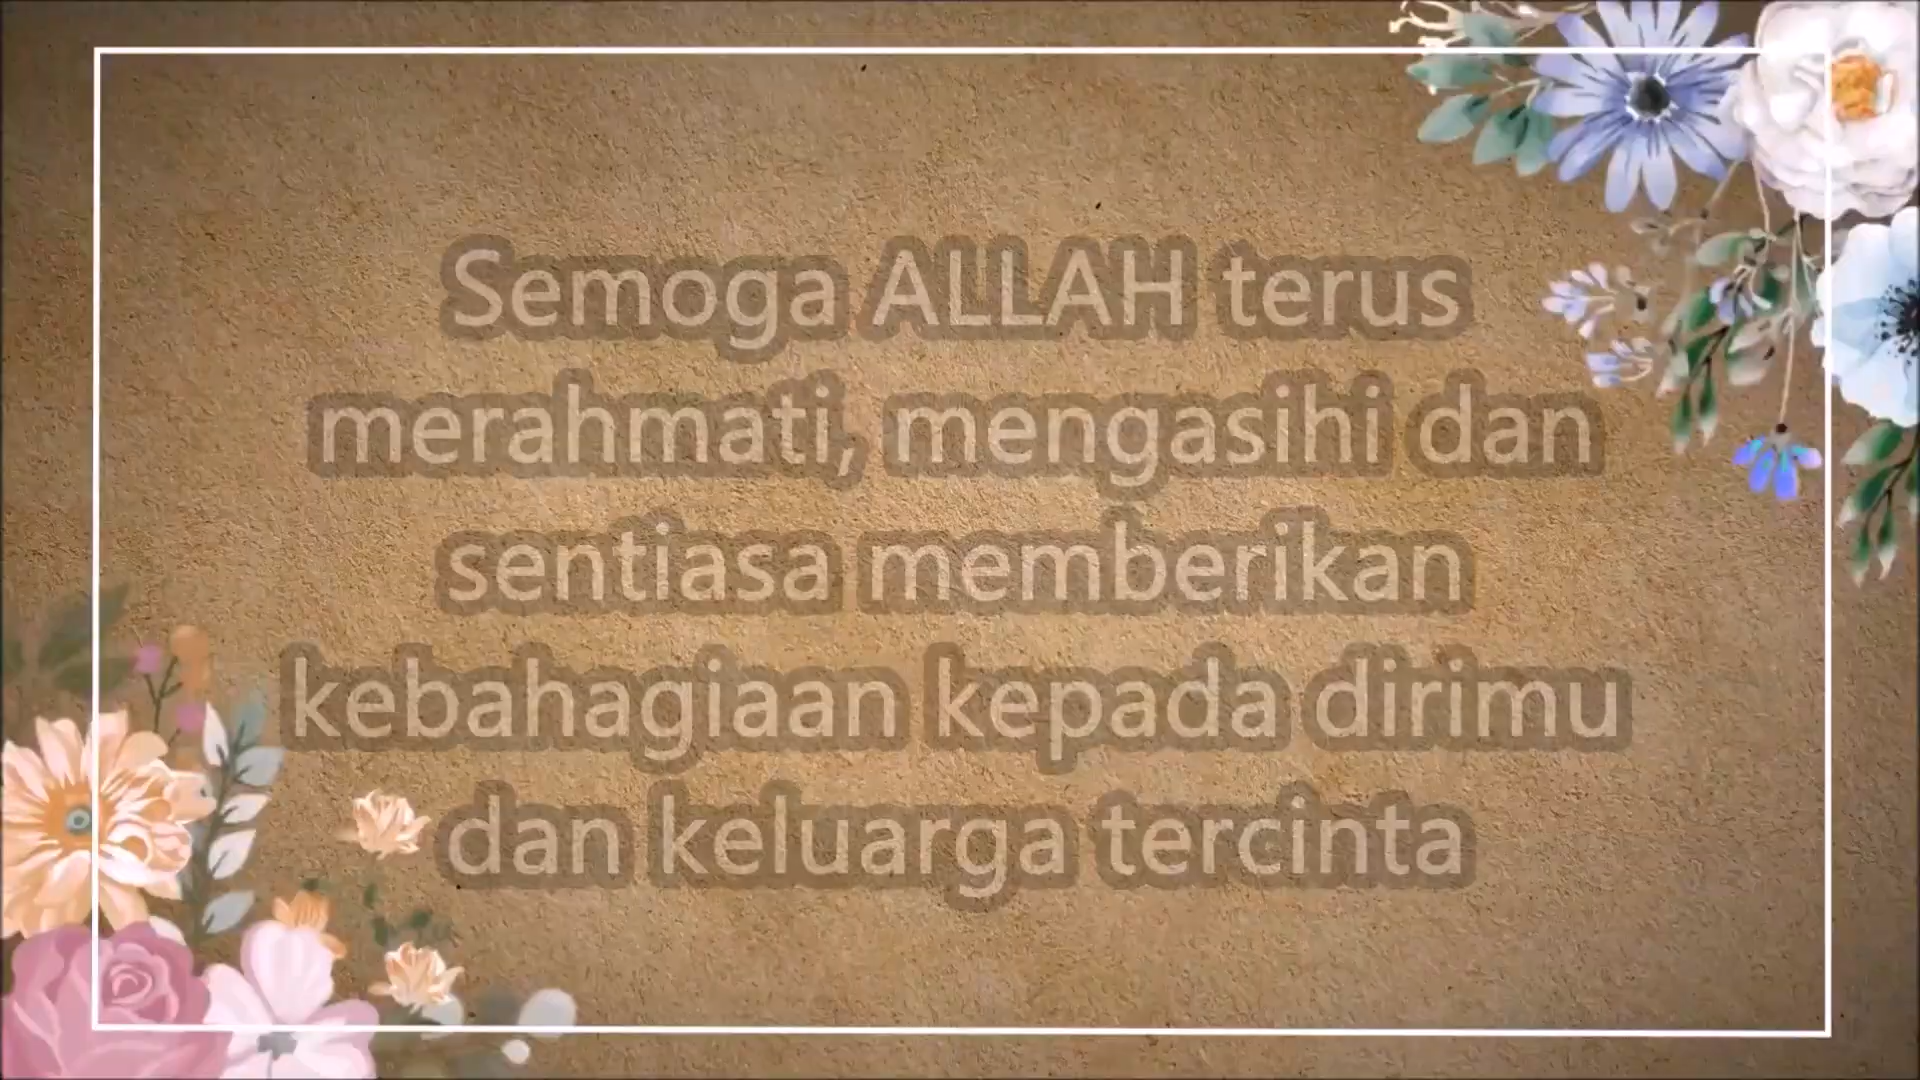 Semoga ALLAH terus
merahmati, mengasihi dan
sentiasa memberikan
kebahagiaan kepada dirimu
dan keluarga tercinta